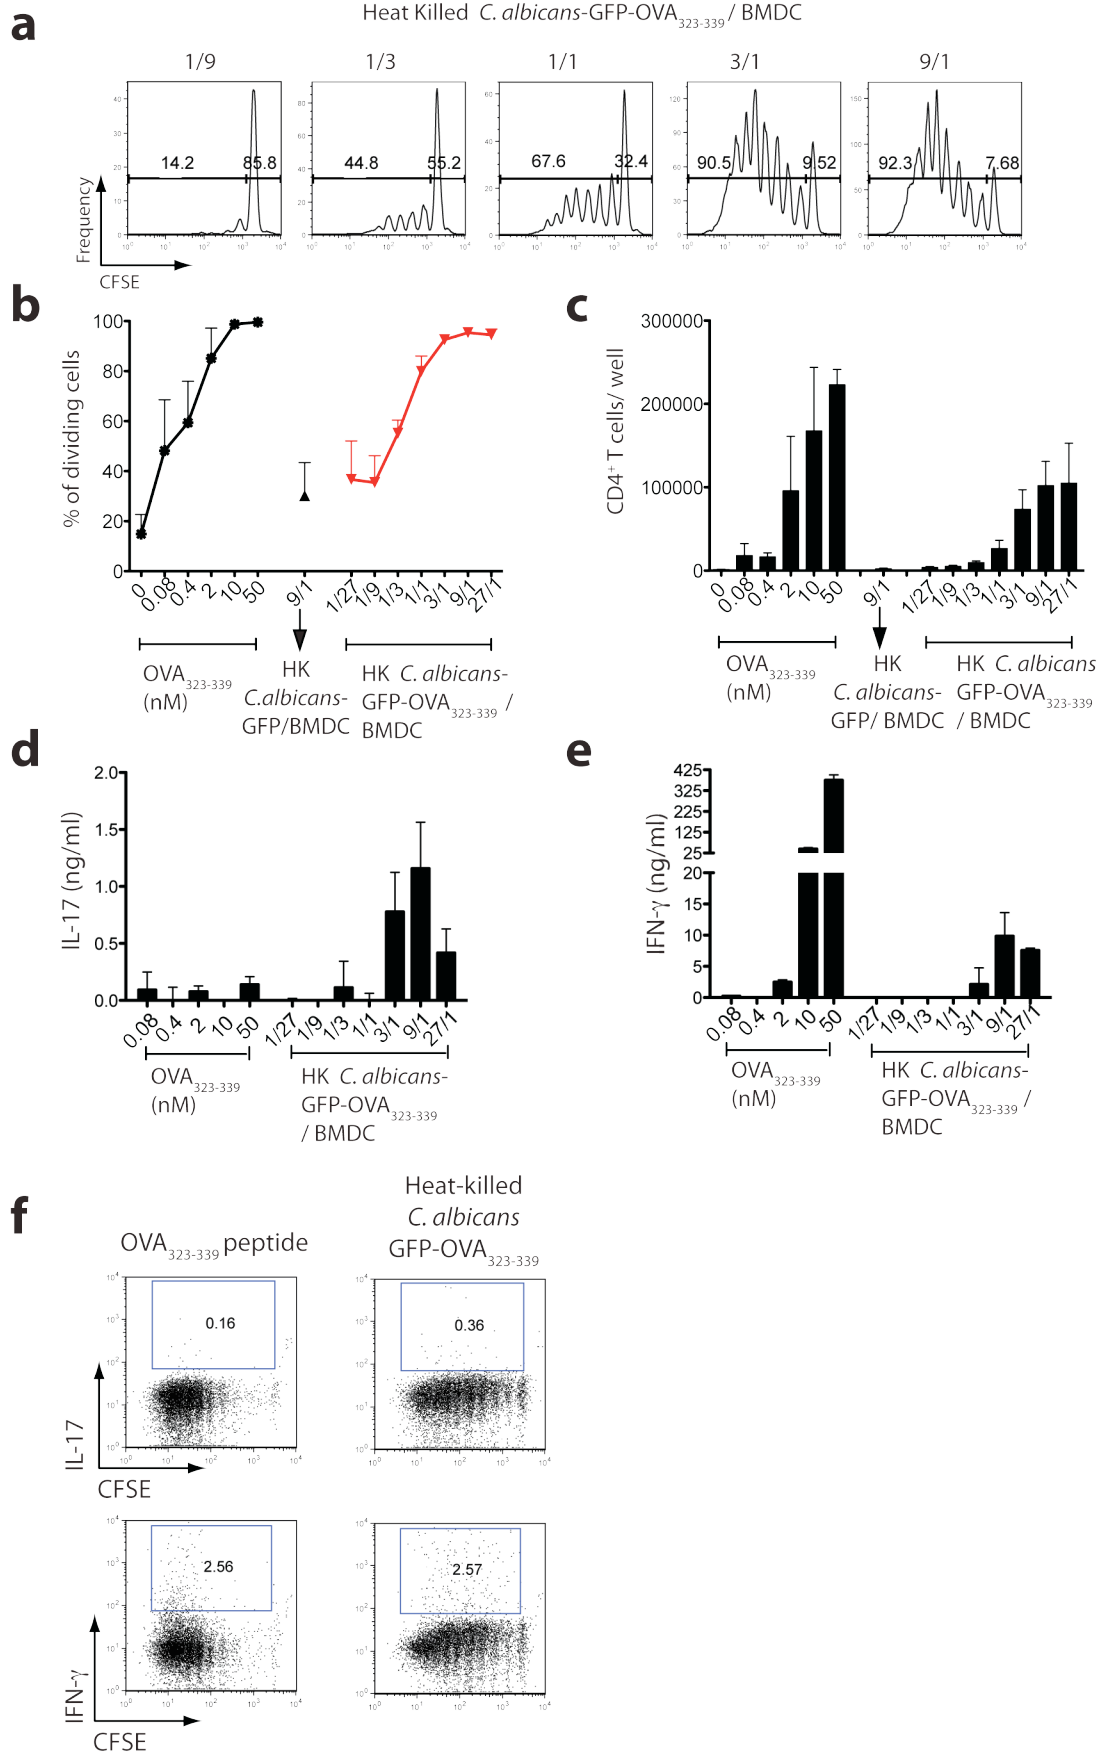 a
Heat Killed C. albicans-GFP-OVA323-339 / BMDC
1/9 1/3 1/1 3/1 9/1
14.2 85.8 44.8 55.2 67.6 32.4 90.5 9.52 92.3 7.68
Frequency
CFSE
b
100
80
60
40
20
0
% of dividing cells
0 0.08 0.4 2 10 50 9/1 1/27 1/9 1/3 1/1 3/1 9/1 27/1
OVA323-339
(nM)
HK
C.albicans-
GFP/BMDC
HK C. albicans-
GFP-OVA323-339 /
BMDC
c
300000
200000
100000
0
CD4+ T cells/ well
0 0.08 0.4 2 10 50 9/1 1/27 1/9 1/3 1/1 3/1 9/1 27/1
OVA323-339
(nM)
HK
C. albicans-
GFP/ BMDC
HK C. albicans
GFP-OVA323-339
/ BMDC
d
2.0
1.5
1.0
0.5
0.0
IL-17 (ng/ml)
0.08 0.4 2 10 50 1/27 1/9 1/3 1/1 3/1 9/1 27/1
OVA323-339
(nM)
HK C. albicans-
GFP-OVA323-339
/ BMDC
e
425
325
225
125
25
20
15
10
5
0
IFN-γ (ng/ml)
0.08 0.4 2 10 50 1/27 1/9 1/3 1/1 3/1 9/1 27/1
OVA323-339
(nM)
HK C. albicans-
GFP-OVA323-339 /
BMDC
f
OVA323-339 peptide
Heat-killed
C. albicans
GFP-OVA323-339
0.16 0.36
IL-17
CFSE
2.56 2.57
IFN-γ
CFSE